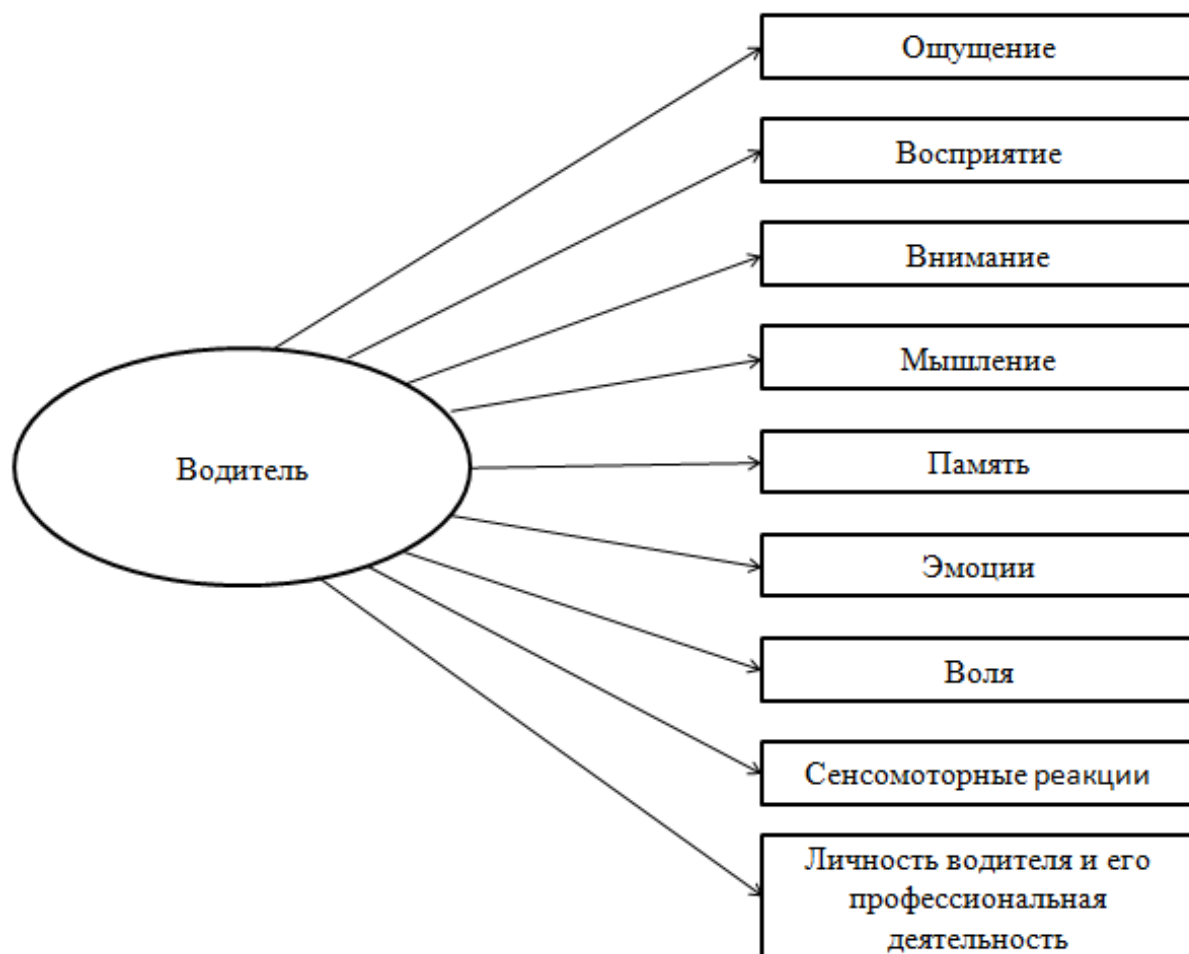 Ощущение
Восприятие
Внимание
Мышление
Водитель
Память
Эмоции
Воля
Сенсомоторные реакции
Личность водителя и его
профессиональная
деятельность